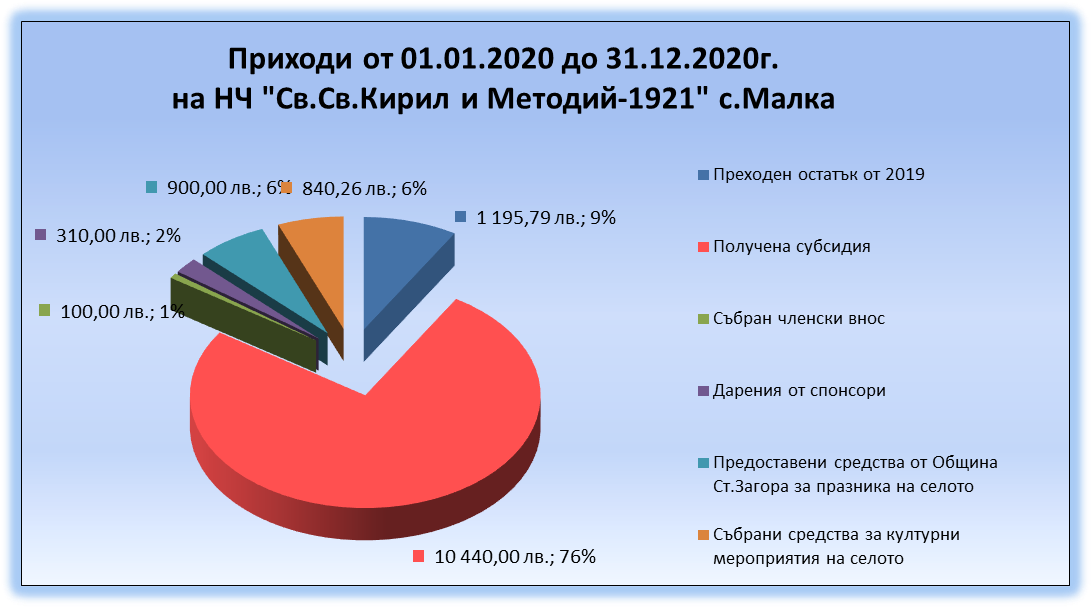 Приходи от 01.01.2020 до 31.12.2020г.
на НЧ "Св.Св.Кирил и Методий-1921" с.Малка
900,00 лв.; 6%
840,26 лв.; 6%
1 195,79 лв.; 9%
310,00 лв.; 2%
100,00 лв.; 1%
10 440,00 лв.; 76%
Преходен остатък от 2019
Получена субсидия
Събран членски внос
Дарения от спонсори
Предоставени средства от Община
Ст.Загора за празника на селото
Събрани средства за културни
мероприятия на селото